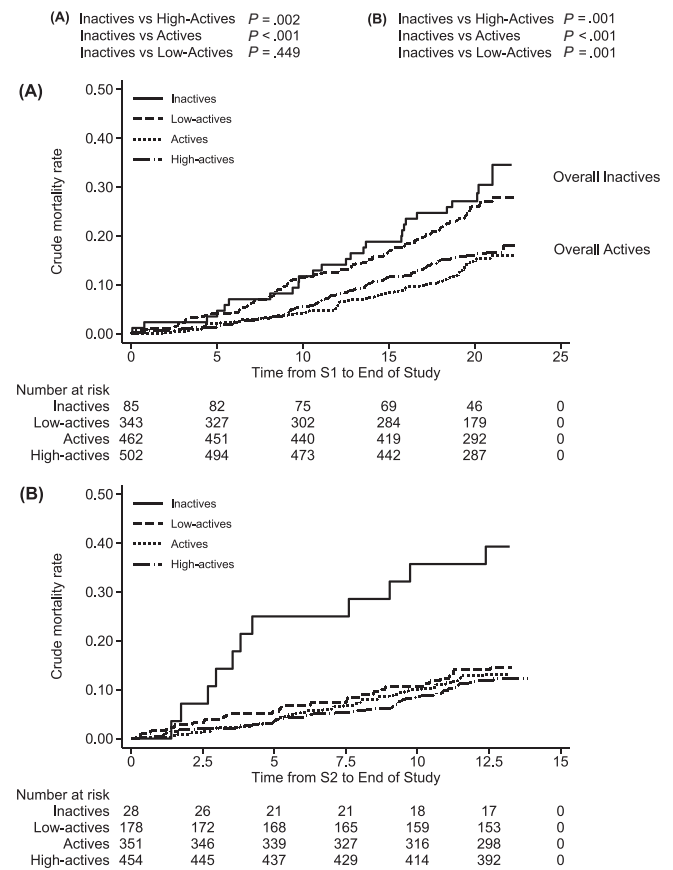 (A) Inactives vs High-Actives P = .002
Inactives vs Actives P < .001
Inactives vs Low-Actives P = .449
(B) Inactives vs High-Actives P = .001
Inactives vs Actives P < .001
Inactives vs Low-Actives P = .001
(A)
Crude mortality rate
0.50
0.40
0.30
0.20
0.10
0.00
Inactives
Low-actives
Actives
High-actives
Overall Inactives
Overall Actives
0 5 10 15 20 25
Time from S1 to End of Study
Number at risk
Inactives 85 82 75 69 46 0
Low-actives 343 327 302 284 179 0
Actives 462 451 440 419 292 0
High-actives 502 494 473 442 287 0
(B)
Crude mortality rate
0.50
0.40
0.30
0.20
0.10
0.00
Inactives
Low-actives
Actives
High-actives
0 2.5 5 7.5 10 12.5 15
Time from S2 to End of Study
Number at risk
Inactives 28 26 21 21 18 17 0
Low-actives 178 172 168 165 159 153 0
Actives 351 346 339 327 316 298 0
High-actives 454 445 437 429 414 392 0